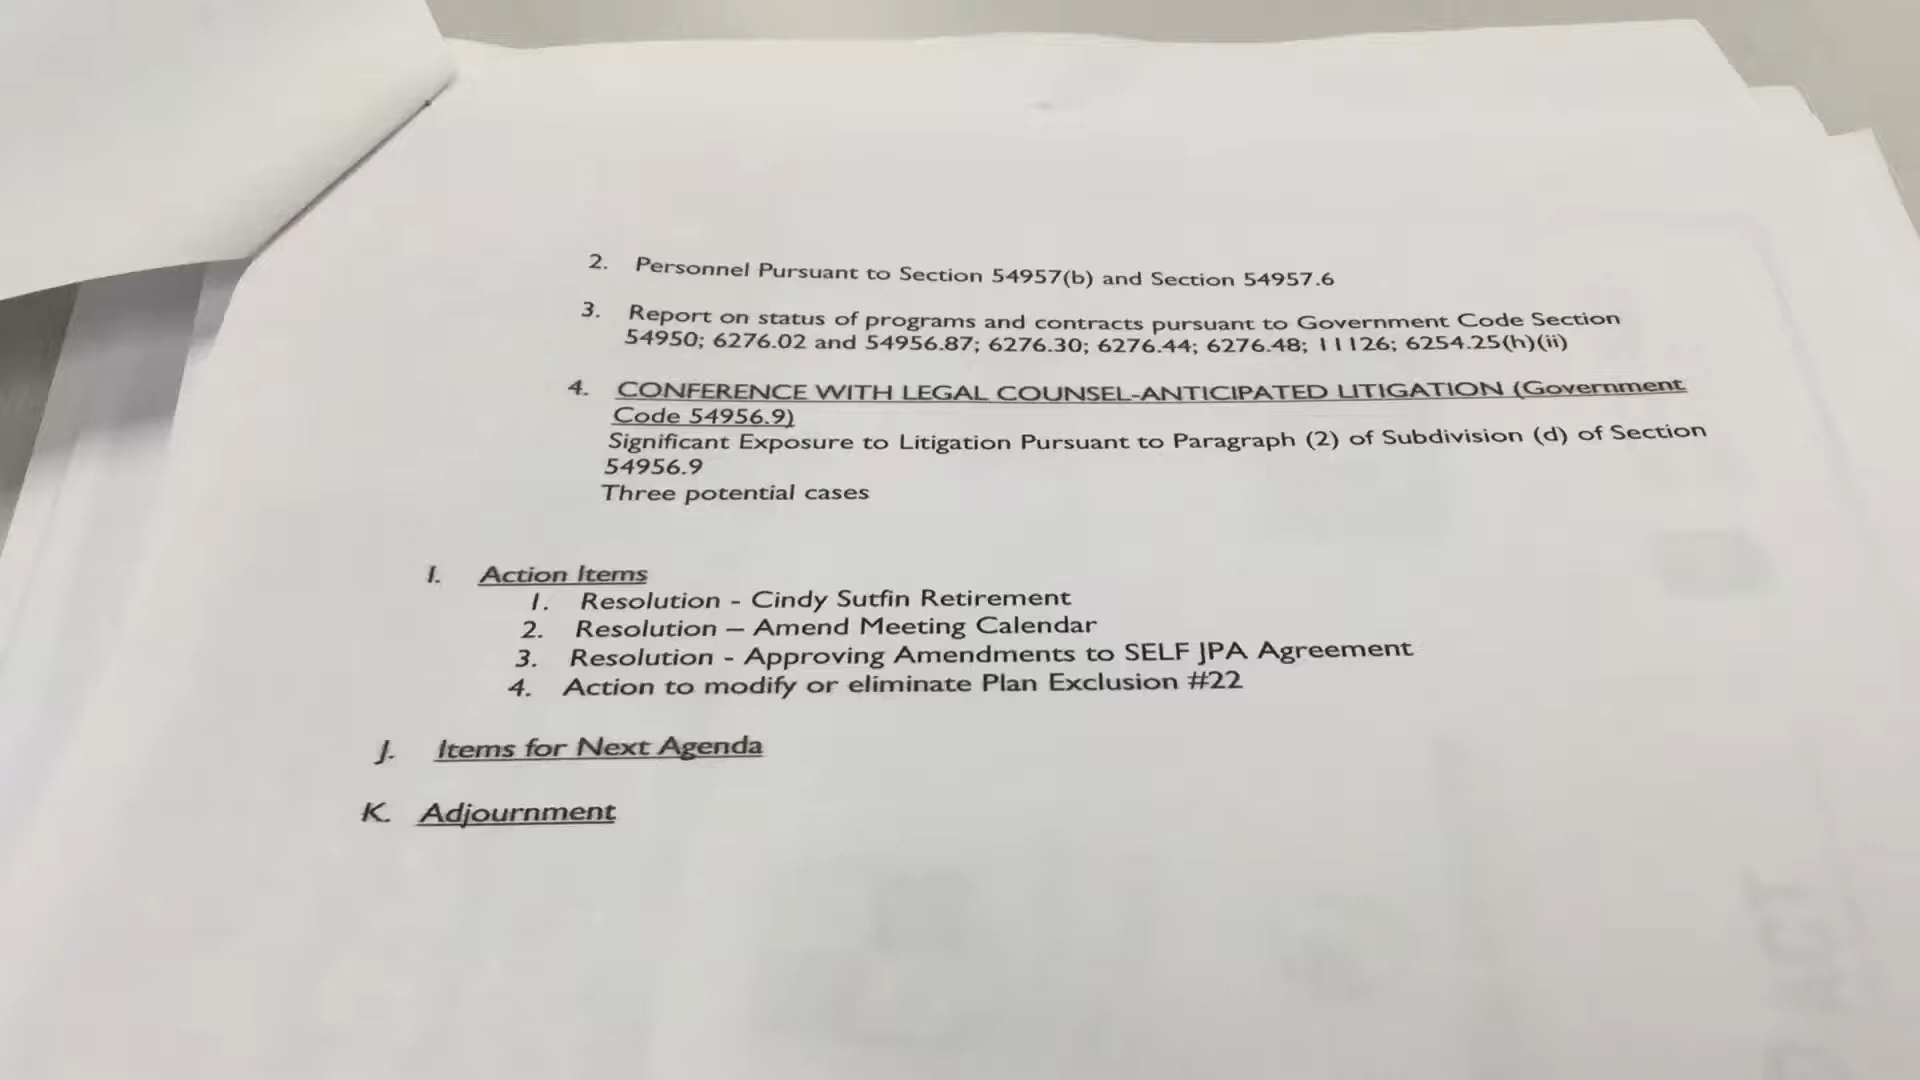 2. Personnel Pursuant to Section 54957(b) and Section 54957.6
3. Report on status of programs and contracts pursuant to Government Code Section
54950; 6276.02 and 54956.87; 6276.30; 6276.44; 6276.48; 11126; 6254.25(h)(ii)
4. CONFERENCE WITH LEGAL COUNSEL-ANTICIPATED LITIGATION (Government
Code 54956.9)
Significant Exposure to Litigation Pursuant to Paragraph (2) of Subdivision (d) of Section
54956.9
Three potential cases
I. Action Items
1. Resolution - Cindy Sutfin Retirement
2. Resolution – Amend Meeting Calendar
3. Resolution - Approving Amendments to SELF JPA Agreement
4. Action to modify or eliminate Plan Exclusion #22
J. Items for Next Agenda
K. Adjournment